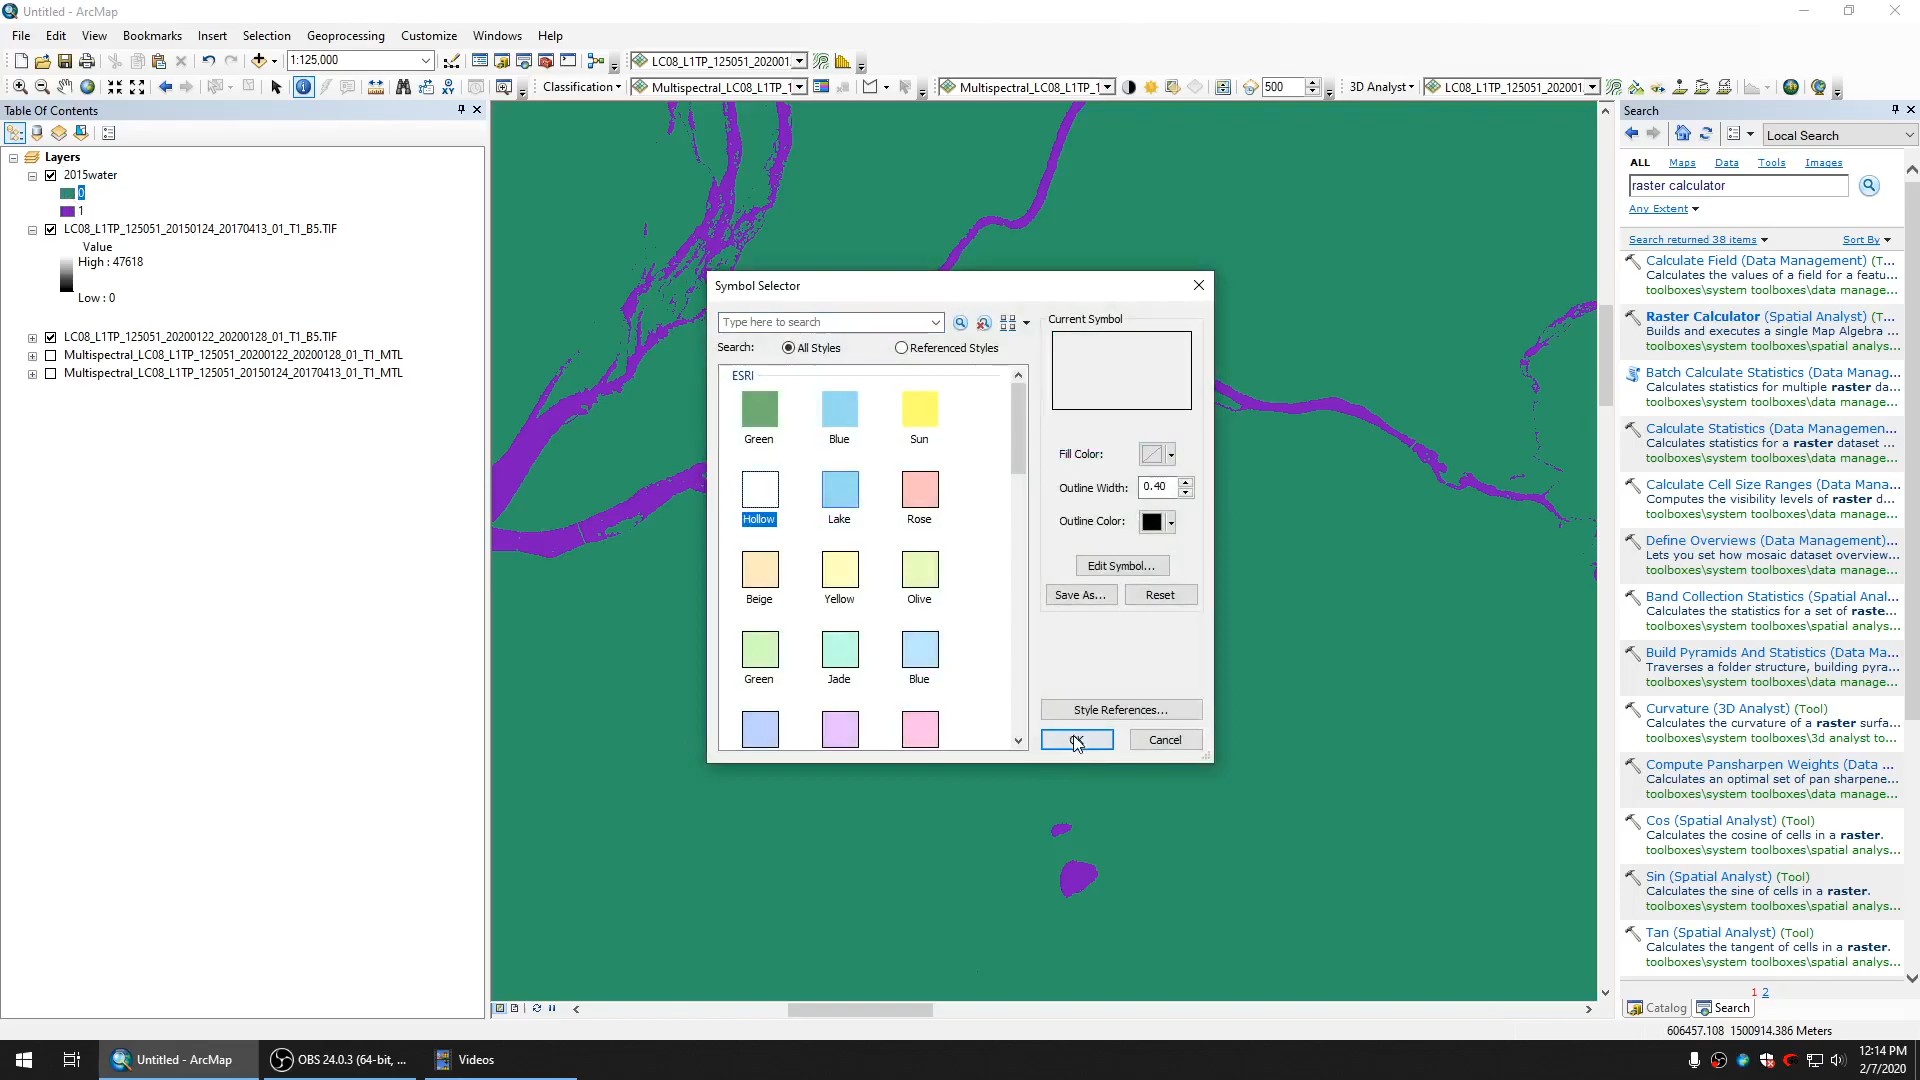 Untitled - ArcMap
File Edit View Bookmarks Insert Selection Geoprocessing Customize Windows Help
1:125,000
LC08_L1TP_125051_202001
Classification
Multispectral_LC08_L1TP_1
Multispectral_LC08_L1TP_1
500
3D Analyst
LC08_L1TP_125051_202001
Table Of Contents
Layers
2015water
0
1
LC08_L1TP_125051_20150124_20170413_01_T1_B5.TIF
Value
High : 47618
Low : 0
LC08_L1TP_125051_20200122_20200128_01_T1_B5.TIF
Multispectral_LC08_L1TP_125051_20200122_20200128_01_T1_MTL
Multispectral_LC08_L1TP_125051_20150124_20170413_01_T1_MTL
Symbol Selector
Type here to search
Search: All Styles Referenced Styles
ESRI
Green Blue Sun
Hollow Lake Rose
Beige Yellow Olive
Green Jade Blue
Current Symbol
Fill Color:
Outline Width: 0.40
Outline Color:
Edit Symbol...
Save As... Reset
Style References...
OK Cancel
Search
Local Search
ALL Maps Data Tools Images
raster calculator
Any Extent
Search returned 38 items Sort By
Calculate Field (Data Management) (T...
Calculates the values of a field for a featu...
toolboxes\system toolboxes\data manage...
Raster Calculator (Spatial Analyst) (T...
Builds and executes a single Map Algebra ...
toolboxes\system toolboxes\spatial analys...
Batch Calculate Statistics (Data Manag...
Calculates statistics for multiple raster da...
toolboxes\system toolboxes\data manage...
Calculate Statistics (Data Managemen...
Calculates statistics for a raster dataset ...
toolboxes\system toolboxes\data manage...
Calculate Cell Size Ranges (Data Mana...
Computes the visibility levels of raster d...
toolboxes\system toolboxes\data manage...
Define Overviews (Data Management)...
Lets you set how mosaic dataset overview...
toolboxes\system toolboxes\data manage...
Band Collection Statistics (Spatial Anal...
Calculates the statistics for a set of raste...
toolboxes\system toolboxes\spatial analys...
Build Pyramids And Statistics (Data Ma...
Traverses a folder structure, building pyra...
toolboxes\system toolboxes\data manage...
Curvature (3D Analyst) (Tool)
Calculates the curvature of a raster surfa...
toolboxes\system toolboxes\3d analyst to...
Compute Pansharpen Weights (Data ...
Calculates an optimal set of pan sharpene...
toolboxes\system toolboxes\data manage...
Cos (Spatial Analyst) (Tool)
Calculates the cosine of cells in a raster.
toolboxes\system toolboxes\spatial analys...
Sin (Spatial Analyst) (Tool)
Calculates the sine of cells in a raster.
toolboxes\system toolboxes\spatial analys...
Tan (Spatial Analyst) (Tool)
Calculates the tangent of cells in a raster.
toolboxes\system toolboxes\spatial analys...
1 2
Catalog Search
606457.108 1500914.386 Meters
Untitled - ArcMap
OBS 24.0.3 (64-bit, ...
Videos
12:14 PM
2/7/2020